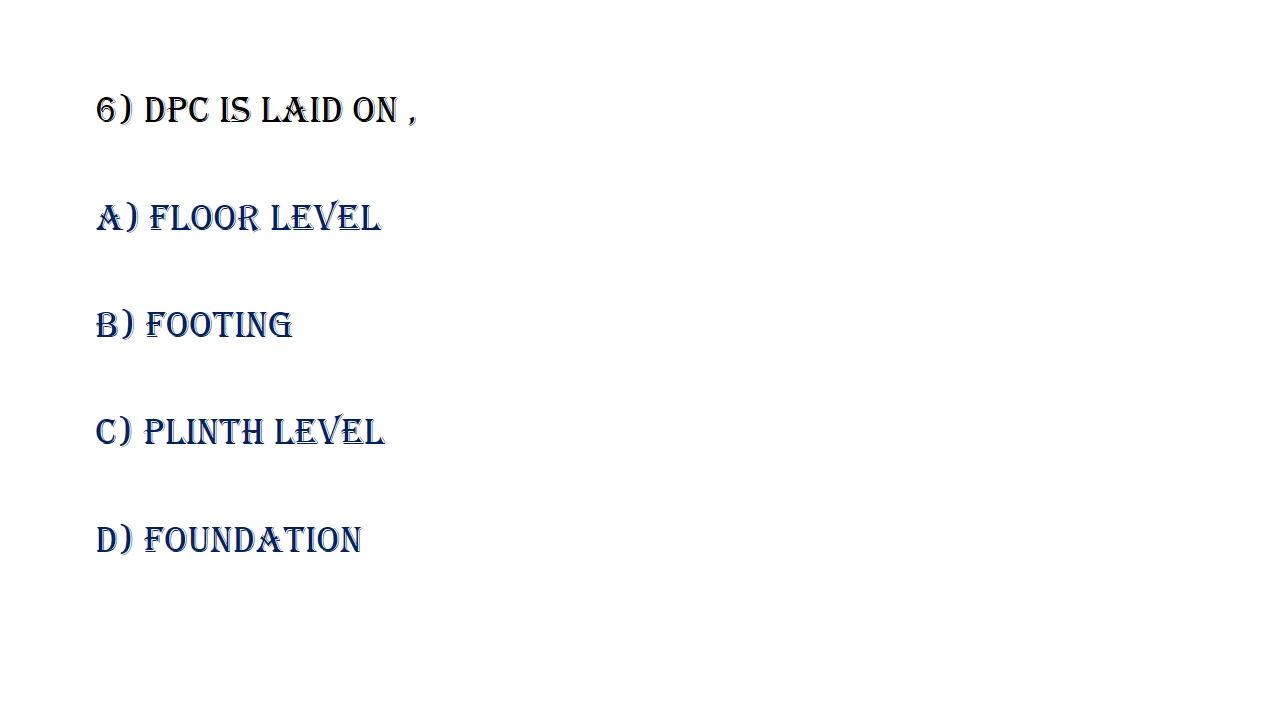 6) DPC IS LAID ON ,
A) FLOOR LEVEL
B) FOOTING
C) PLINTH LEVEL
D) FOUNDATION